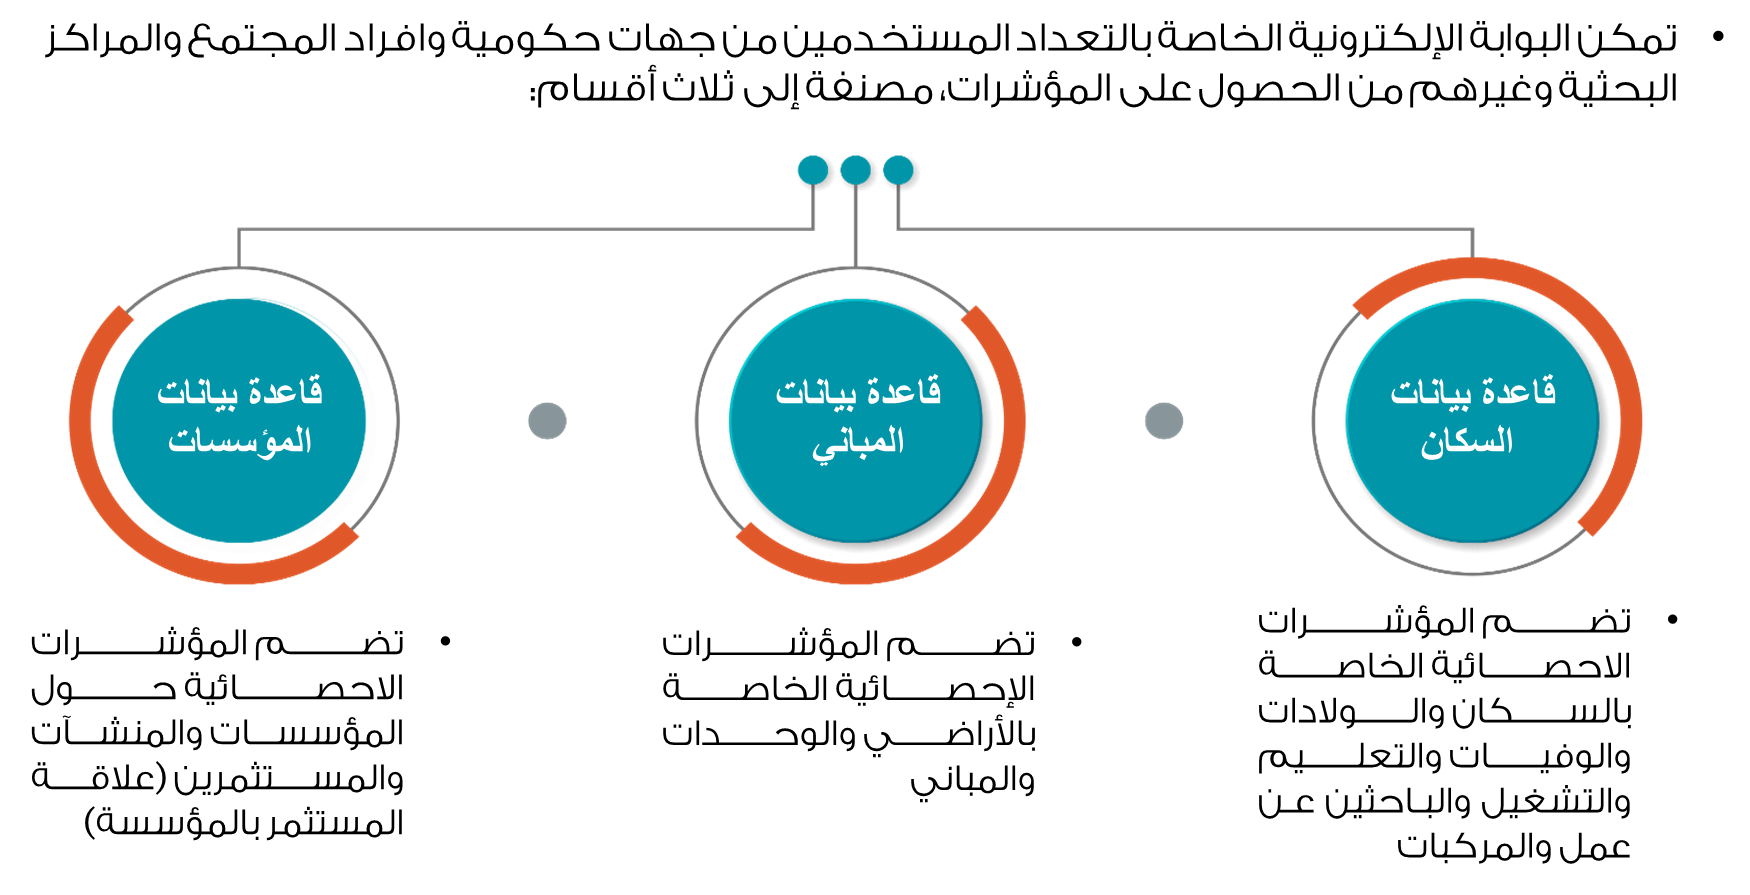 • تمكن البوابة الإلكترونية الخاصة بالتعداد المستخدمين من جهات حكومية وافراد المجتمع والمراكز
البحثية وغيرهم من الحصول على المؤشرات، مصنفة إلى ثلاث أقسام:
قاعدة بيانات
السكان
• تضم المؤشرات
الاحصائية الخاصة
بالسكان والولادات
والوفيات والتعليم
والتشغيل والباحثين عن
عمل والمركبات
قاعدة بيانات
المباني
• تضم المؤشرات
الإحصائية الخاصة
بالأراضي والوحدات
والمباني
قاعدة بيانات
المؤسسات
• تضم المؤشرات
الاحصائية حول
المؤسسات والمنشآت
والمستثمرين (علاقة
المستثمر بالمؤسسة)